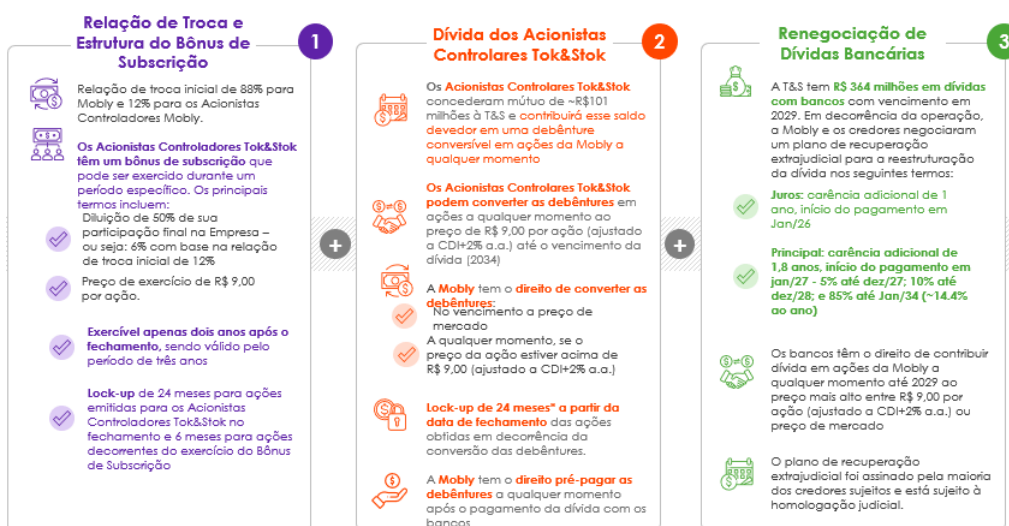 Relação de Troca e
Estrutura do Bônus de
Subscrição
1
Relação de troca inicial de 88% para
Mobly e 12% para os Acionistas
Controladores Mobly.
Os Acionistas Controladores Tok&Stok
têm um bônus de subscrição que
pode ser exercido durante um
período específico. Os principais
termos incluem:
Diluição de 50% de sua
participação final na Empresa –
ou seja: 6% com base na relação
de troca inicial de 12%
Preço de exercício de R$ 9,00
por ação.
Exercível apenas dois anos após o
fechamento, sendo válido pelo
período de três anos
Lock-up de 24 meses para ações
emitidas para os Acionistas
Controladores Tok&Stok no
fechamento e 6 meses para ações
decorrentes do exercício do Bônus
de Subscrição
+
Dívida dos Acionistas
Controlares Tok&Stok
2
Os Acionistas Controlares Tok&Stok
concederam mútuo de ~R$101
milhões à T&S e contribuirá esse saldo
devedor em uma debênture
conversível em ações da Mobly a
qualquer momento
Os Acionistas Controlares Tok&Stok
podem converter as debêntures em
ações a qualquer momento ao
preço de R$ 9,00 por ação (ajustado
a CDI+2% a.a.) até o vencimento da
dívida (2034)
A Mobly tem o direito de converter as
debêntures:
No vencimento a preço de
mercado
A qualquer momento, se o
preço da ação estiver acima de
R$ 9,00 (ajustado a CDI+2% a.a.)
Lock-up de 24 meses* a partir da
data de fechamento das ações
obtidas em decorrência da
conversão das debêntures.
A Mobly tem o direito pré-pagar as
debêntures a qualquer momento
após o pagamento da dívida com os
bancos
+
Renegociação de
Dívidas Bancárias
3
A T&S tem R$ 364 milhões em dívidas
com bancos com vencimento em
2029. Em decorrência da operação,
a Mobly e os credores negociaram
um plano de recuperação
extrajudicial para a reestruturação
da dívida nos seguintes termos:
Juros: carência adicional de 1
ano, início do pagamento em
Jan/26
Principal: carência adicional de
1,8 anos, início do pagamento em
jan/27 - 5% até dez/27; 10% até
dez/28; e 85% até Jan/34 (~14.4%
ao ano)
Os bancos têm o direito de contribuir
dívida em ações da Mobly a
qualquer momento até 2029 ao
preço mais alto entre R$ 9,00 por
ação (ajustado a CDI+2% a.a.) ou
preço de mercado
O plano de recuperação
extrajudicial foi assinado pela maioria
dos credores sujeitos e está sujeito à
homologação judicial.